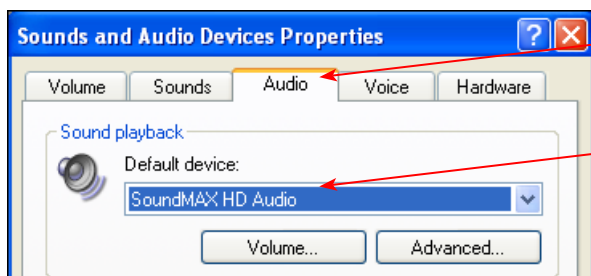 Sounds and Audio Devices Properties
Volume Sounds Audio Voice Hardware
Sound playback
Default device:
SoundMAX HD Audio
Volume... Advanced...